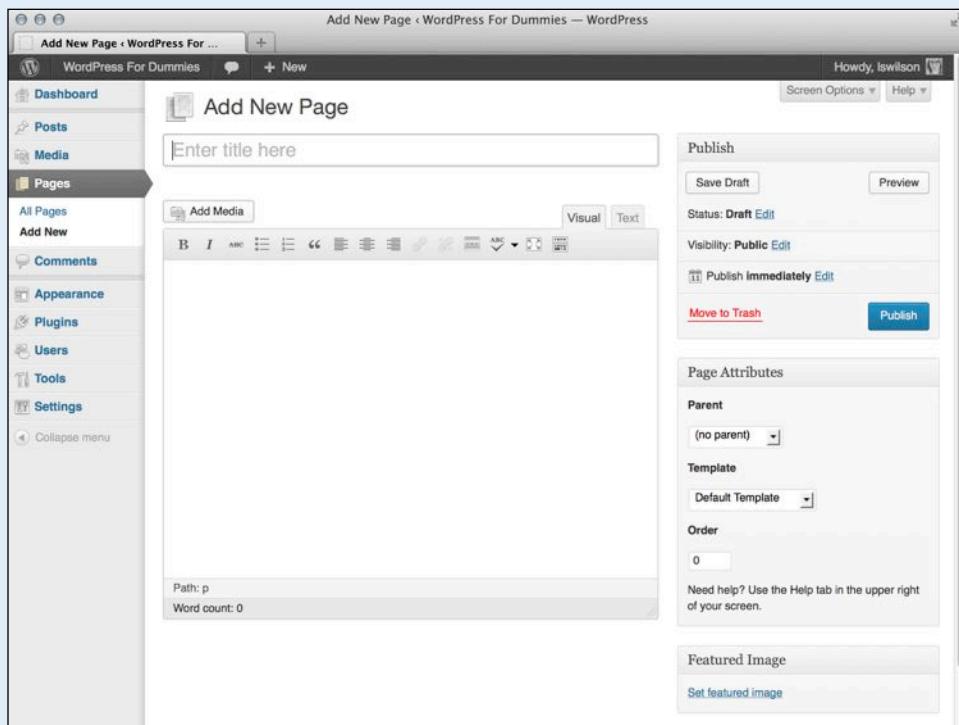 Add New Page ‹ WordPress For Dummies — WordPress
Add New Page ‹ WordPress For ...
WordPress For Dummies
+ New
Howdy, lswilson
Screen Options
Help
Dashboard
Posts
Media
Pages
All Pages
Add New
Comments
Appearance
Plugins
Users
Tools
Settings
Collapse menu
Add New Page
Enter title here
Add Media
Visual
Text
B I ABC
ABC
Path: p
Word count: 0
Publish
Save Draft
Preview
Status: Draft Edit
Visibility: Public Edit
11 Publish immediately Edit
Move to Trash
Publish
Page Attributes
Parent
(no parent)
Template
Default Template
Order
0
Need help? Use the Help tab in the upper right
of your screen.
Featured Image
Set featured image